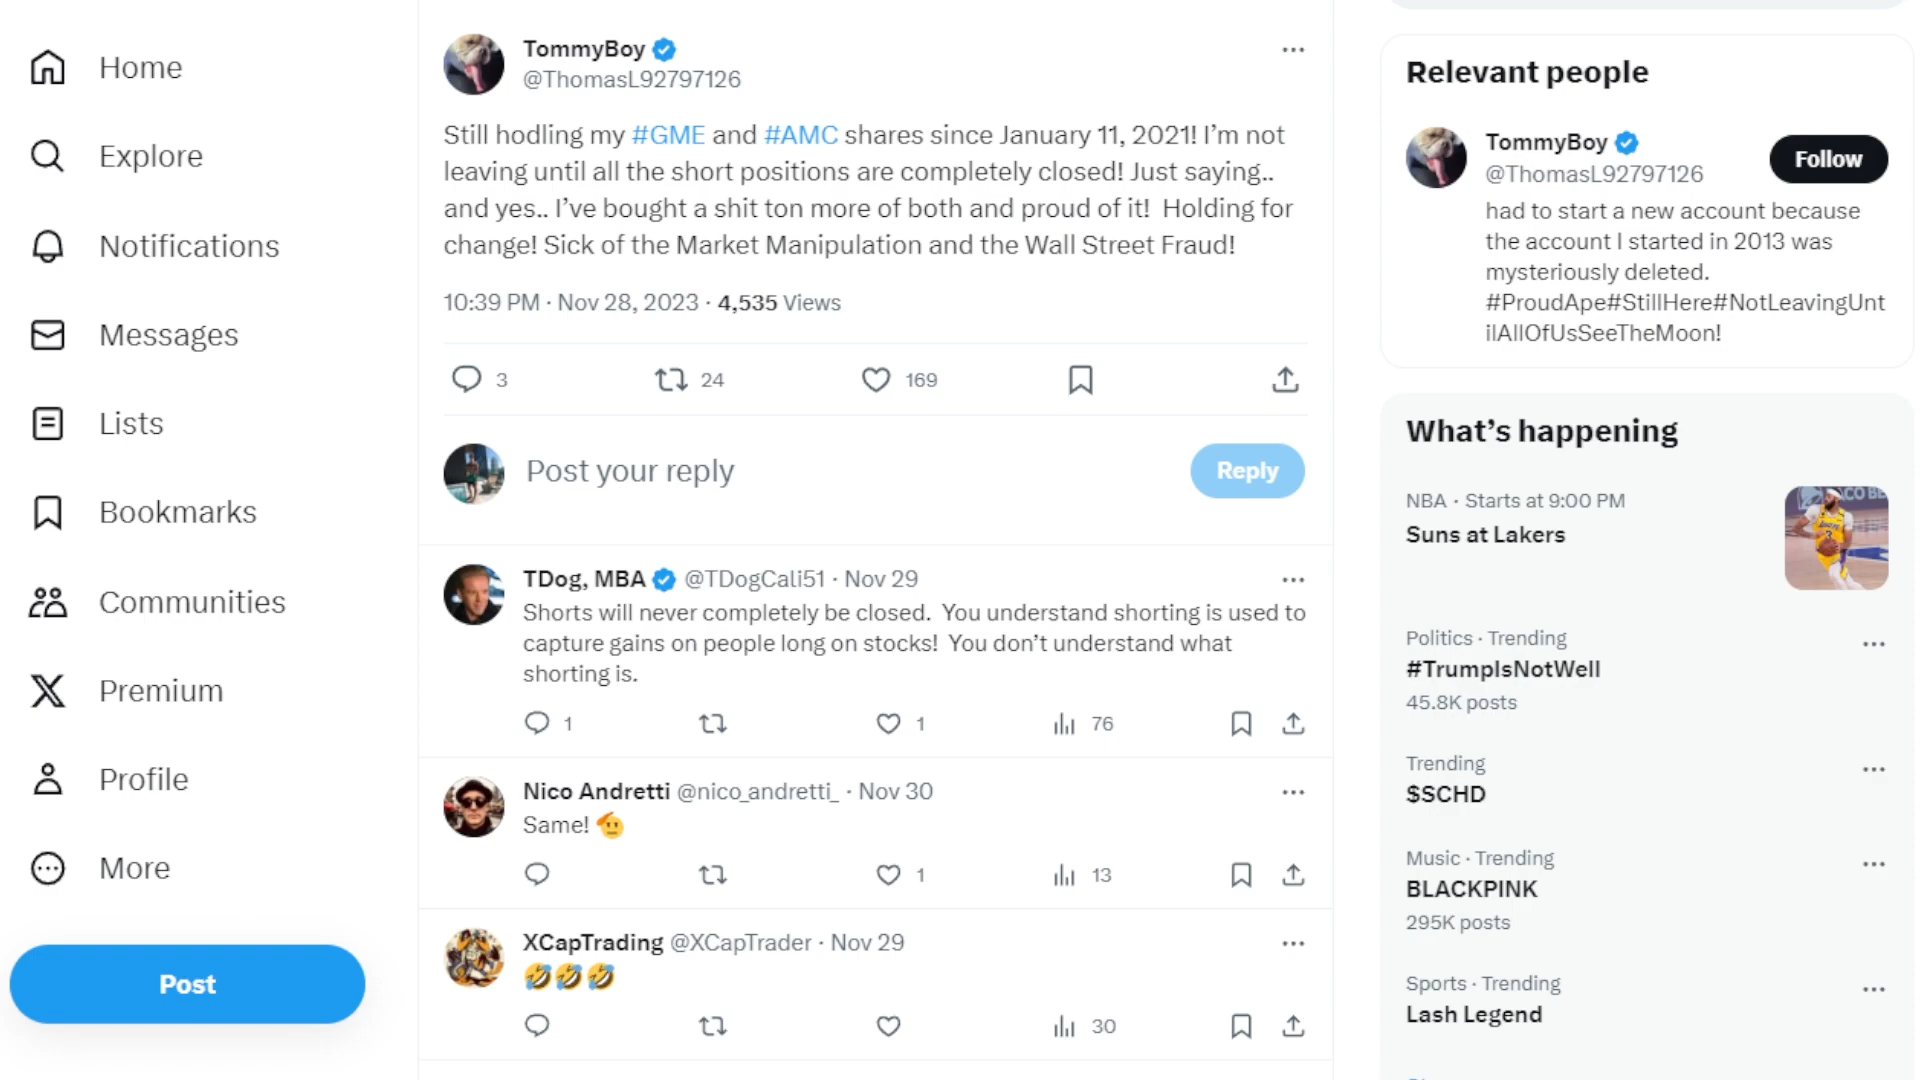 Home
Explore
Notifications
Messages
Lists
Bookmarks
Communities
Premium
Profile
More
Post
TommyBoy
@ThomasL92797126
Still hodling my #GME and #AMC shares since January 11, 2021! I’m not
leaving until all the short positions are completely closed! Just saying..
and yes.. I’ve bought a shit ton more of both and proud of it!  Holding for
change! Sick of the Market Manipulation and the Wall Street Fraud!
10:39 PM · Nov 28, 2023 · 4,535 Views
3 24 169
Post your reply
Reply
TDog, MBA @TDogCali51 · Nov 29
Shorts will never completely be closed.  You understand shorting is used to
capture gains on people long on stocks!  You don’t understand what
shorting is.
1 1 76
Nico Andretti @nico_andretti_ · Nov 30
Same! 🫡
1 13
XCapTrading @XCapTrader · Nov 29
🤣🤣🤣
30
Relevant people
TommyBoy
@ThomasL92797126
Follow
had to start a new account because
the account I started in 2013 was
mysteriously deleted.
#ProudApe#StillHere#NotLeavingUnt
ilAllOfUsSeeTheMoon!
What’s happening
NBA · Starts at 9:00 PM
Suns at Lakers
Politics · Trending
#TrumpIsNotWell
45.8K posts
Trending
$SCHD
Music · Trending
BLACKPINK
295K posts
Sports · Trending
Lash Legend